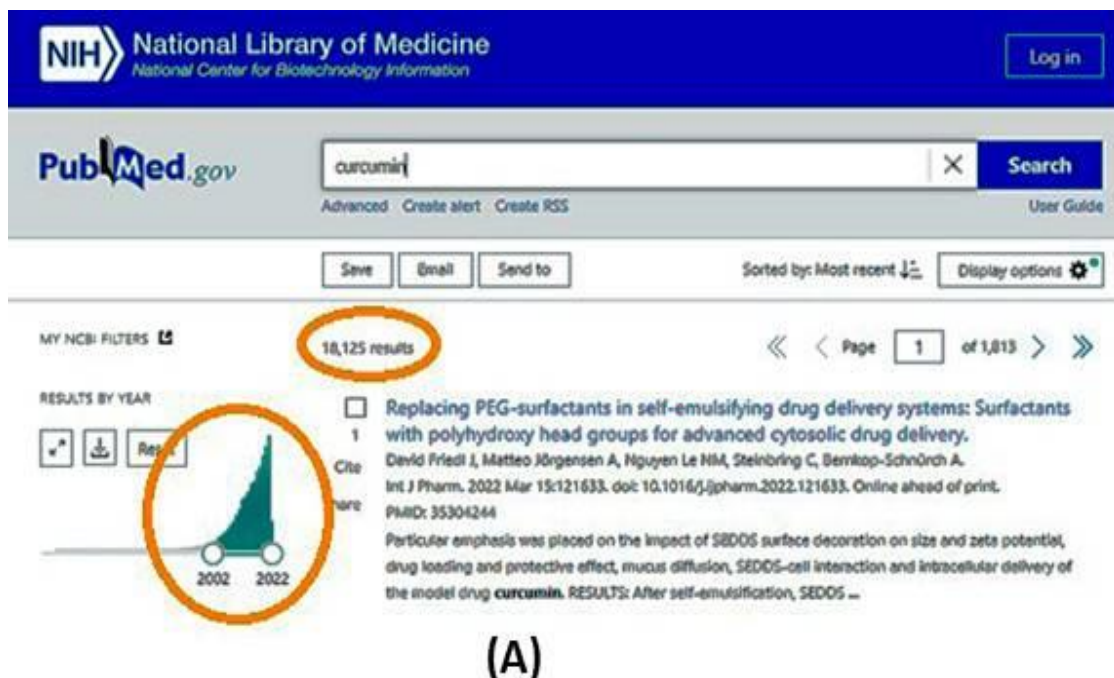 NIH National Library of Medicine
National Center for Biotechnology Information
Log in
PubMed.gov
curcumin
Search
Advanced Create alert Create RSS
User Guide
Save Email Send to
Sorted by: Most recent
Display options
MY NCBI FILTERS
18,125 results
Page 1 of 1,813
RESULTS BY YEAR
2002 2022
1
Cite
Replacing PEG-surfactants in self-emulsifying drug delivery systems: Surfactants
with polyhydroxy head groups for advanced cytosolic drug delivery.
David Friedl J, Matteo Jörgensen A, Nguyen Le NM, Steinbring C, Bernkop-Schnürch A.
Int J Pharm. 2022 Mar 15:121633. doi: 10.1016/j.ijpharm.2022.121633. Online ahead of print.
PMID: 35304244
Particular emphasis was placed on the impact of SEDDS surface decoration on size and zeta potential,
drug loading and protective effect, mucus diffusion, SEDDS-cell interaction and intracellular delivery of
the model drug curcumin. RESULTS: After self-emulsification, SEDDS ...
(A)